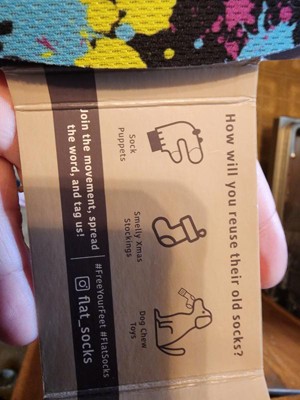 How will you reuse their old socks?
Sock
Puppets
Smelly Xmas
Stockings
Dog Chew
Toys
Join the movement, spread
the word, and tag us!
#FreeYourFeet #FlatSocks
flat_socks